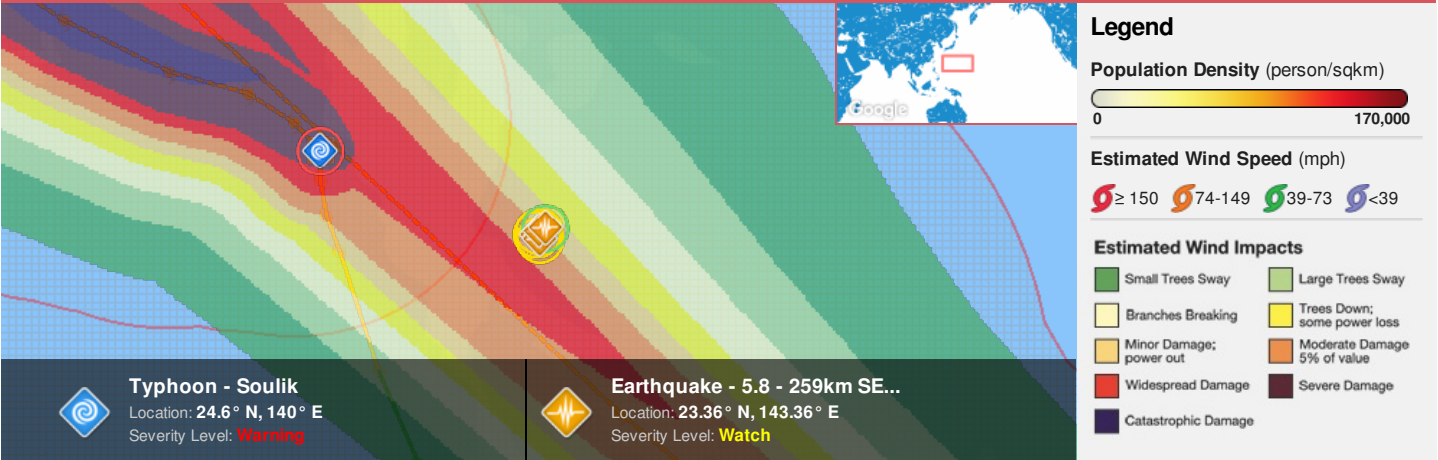 Google
Typhoon - Soulik
Location: 24.6° N, 140° E
Severity Level: Warning
Earthquake - 5.8 - 259km SE...
Location: 23.36° N, 143.36° E
Severity Level: Watch
Legend
Population Density (person/sqkm)
0 170,000
Estimated Wind Speed (mph)
≥ 150 74-149 39-73 <39
Estimated Wind Impacts
Small Trees Sway
Large Trees Sway
Branches Breaking
Trees Down;
some power loss
Minor Damage;
power out
Moderate Damage
5% of value
Widespread Damage
Severe Damage
Catastrophic Damage